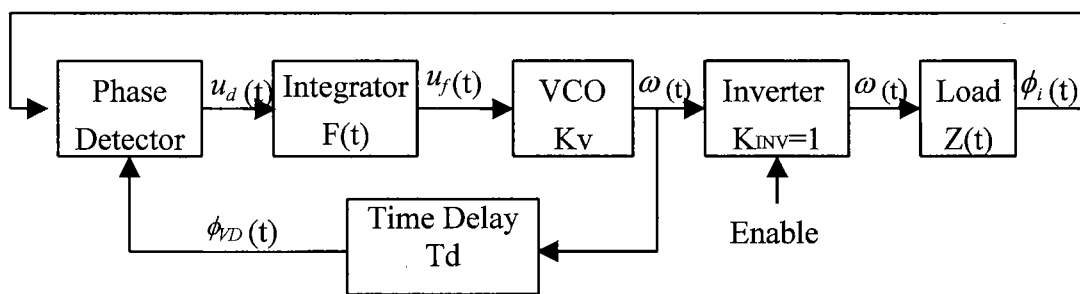 Phase
Detector
u_d(t)
Integrator
F(t)
u_f(t)
VCO
Kv
ω(t)
Inverter
K_INV=1
ω(t)
Load
Z(t)
ϕ_i(t)
ϕ_VD(t)
Time Delay
Td
Enable